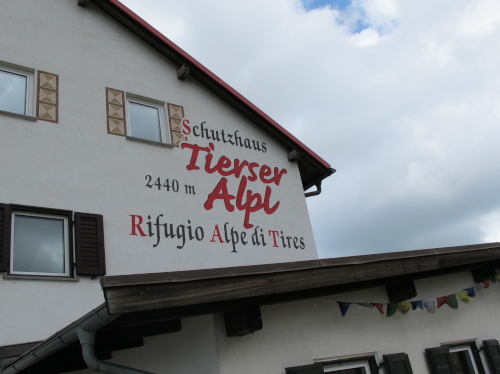 Schutzhaus
Tierser
2440 m Alpl
Rifugio Alpe di Tires